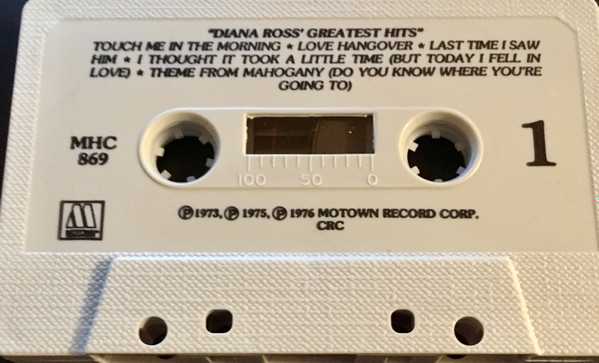 "DIANA ROSS' GREATEST HITS"
TOUCH ME IN THE MORNING * LOVE HANGOVER * LAST TIME I SAW
HIM * I THOUGHT IT TOOK A LITTLE TIME (BUT TODAY I FELL IN
LOVE) * THEME FROM MAHOGANY (DO YOU KNOW WHERE YOU'RE
GOING TO)
MHC
869
1
100 50 0
M
℗1973, ℗ 1975, ℗ 1976 MOTOWN RECORD CORP.
CRC